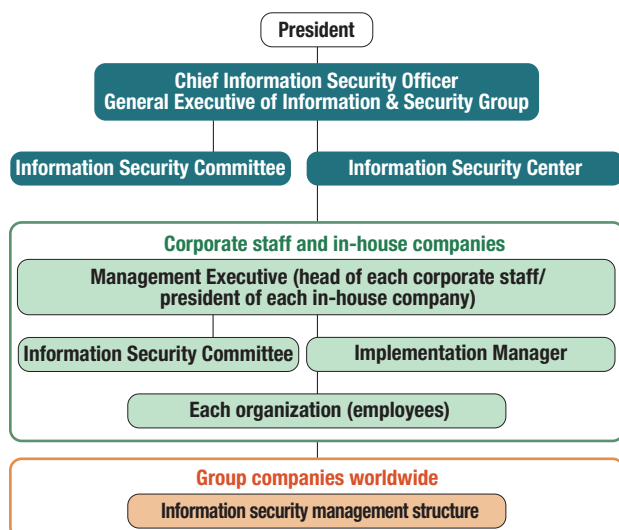 President
Chief Information Security Officer
General Executive of Information & Security Group
Information Security Committee
Information Security Center
Corporate staff and in-house companies
Management Executive (head of each corporate staff/
president of each in-house company)
Information Security Committee
Implementation Manager
Each organization (employees)
Group companies worldwide
Information security management structure